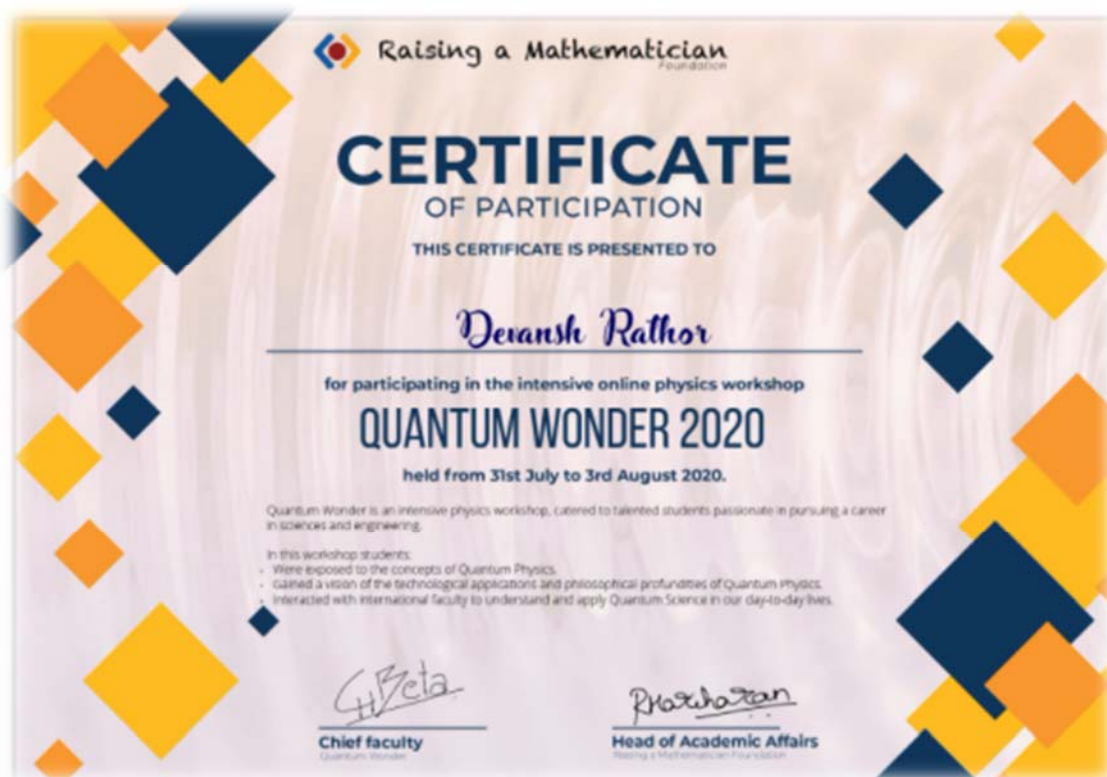 Raising a Mathematician
Foundation
CERTIFICATE
OF PARTICIPATION
THIS CERTIFICATE IS PRESENTED TO
Devansh Rathor
for participating in the intensive online physics workshop
QUANTUM WONDER 2020
held from 31st July to 3rd August 2020.
Quantum Wonder is an intensive physics workshop, catered to talented students passionate in pursuing a career
in sciences and engineering.
In this workshop students:
• Were exposed to the concepts of Quantum Physics.
• Gained a vision of the technological applications and philosophical profundities of Quantum Physics.
• Interacted with international faculty to understand and apply Quantum Science in our day-to-day lives.
Chief faculty
Quantum Wonder
Head of Academic Affairs
Raising a Mathematician Foundation